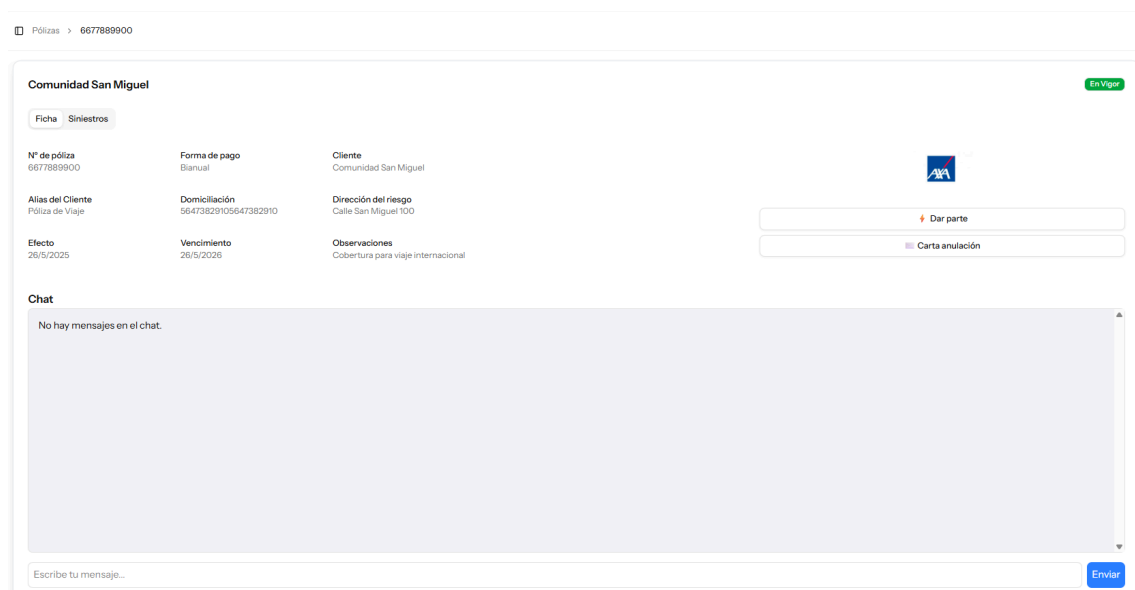 Pólizas > 6677889900
Comunidad San Miguel
En Vigor
Ficha Siniestros
Nº de póliza
6677889900
Forma de pago
Bianual
Cliente
Comunidad San Miguel
AXA
Alias del Cliente
Póliza de Viaje
Domiciliación
56473829105647382910
Dirección del riesgo
Calle San Miguel 100
Dar parte
Efecto
26/5/2025
Vencimiento
26/5/2026
Observaciones
Cobertura para viaje internacional
Carta anulación
Chat
No hay mensajes en el chat.
Escribe tu mensaje...
Enviar